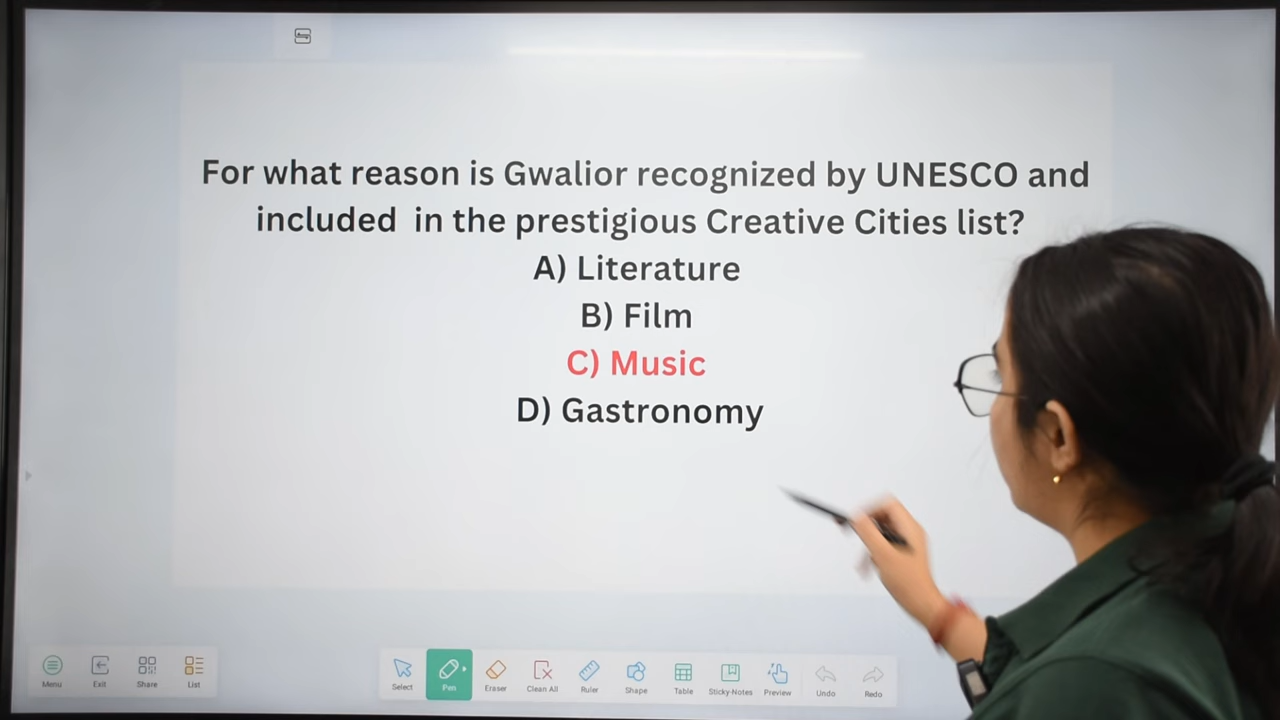 For what reason is Gwalior recognized by UNESCO and
included in the prestigious Creative Cities list?
A) Literature
B) Film
C) Music
D) Gastronomy
Menu
Exit
Share
List
Select
Pen
Eraser
Clean All
Ruler
Shape
Table
Sticky Notes
Preview
Undo
Redo